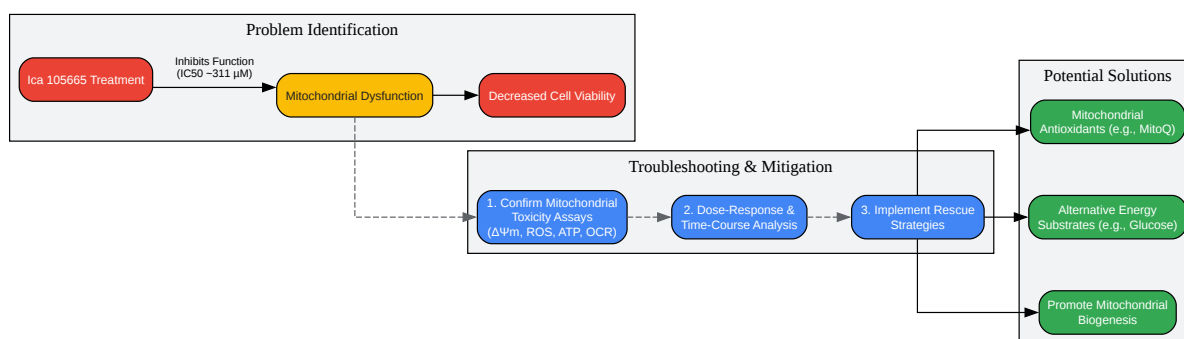 Problem Identification
Ica 105665 Treatment
Inhibits Function
(IC50 ~311 µM)
Mitochondrial Dysfunction
Decreased Cell Viability
Troubleshooting & Mitigation
1. Confirm Mitochondrial
Toxicity Assays
(ΔΨm, ROS, ATP, OCR)
2. Dose-Response &
Time-Course Analysis
3. Implement Rescue
Strategies
Potential Solutions
Mitochondrial
Antioxidants (e.g., MitoQ)
Alternative Energy
Substrates (e.g., Glucose)
Promote Mitochondrial
Biogenesis